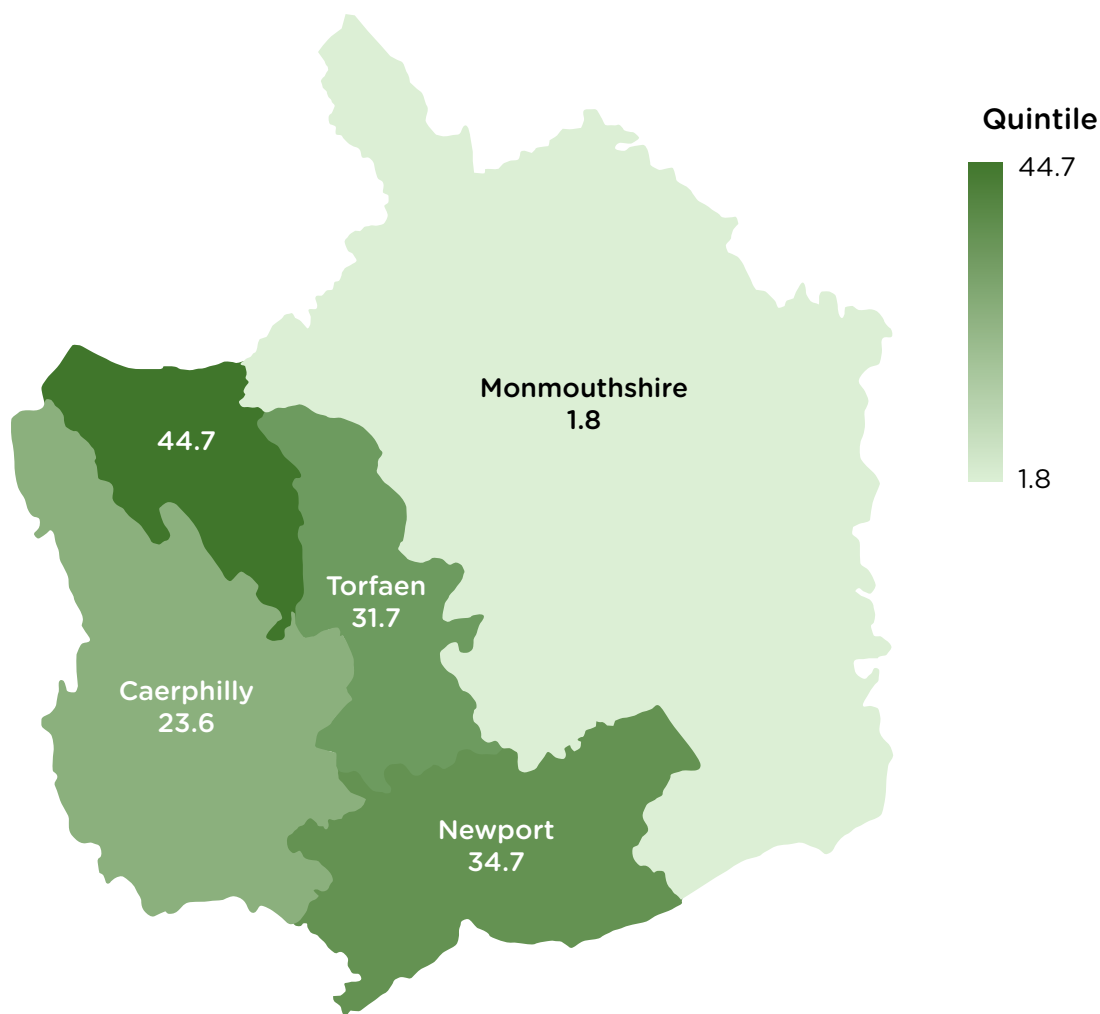 Quintile
44.7
1.8
Monmouthshire
1.8
44.7
Torfaen
31.7
Caerphilly
23.6
Newport
34.7